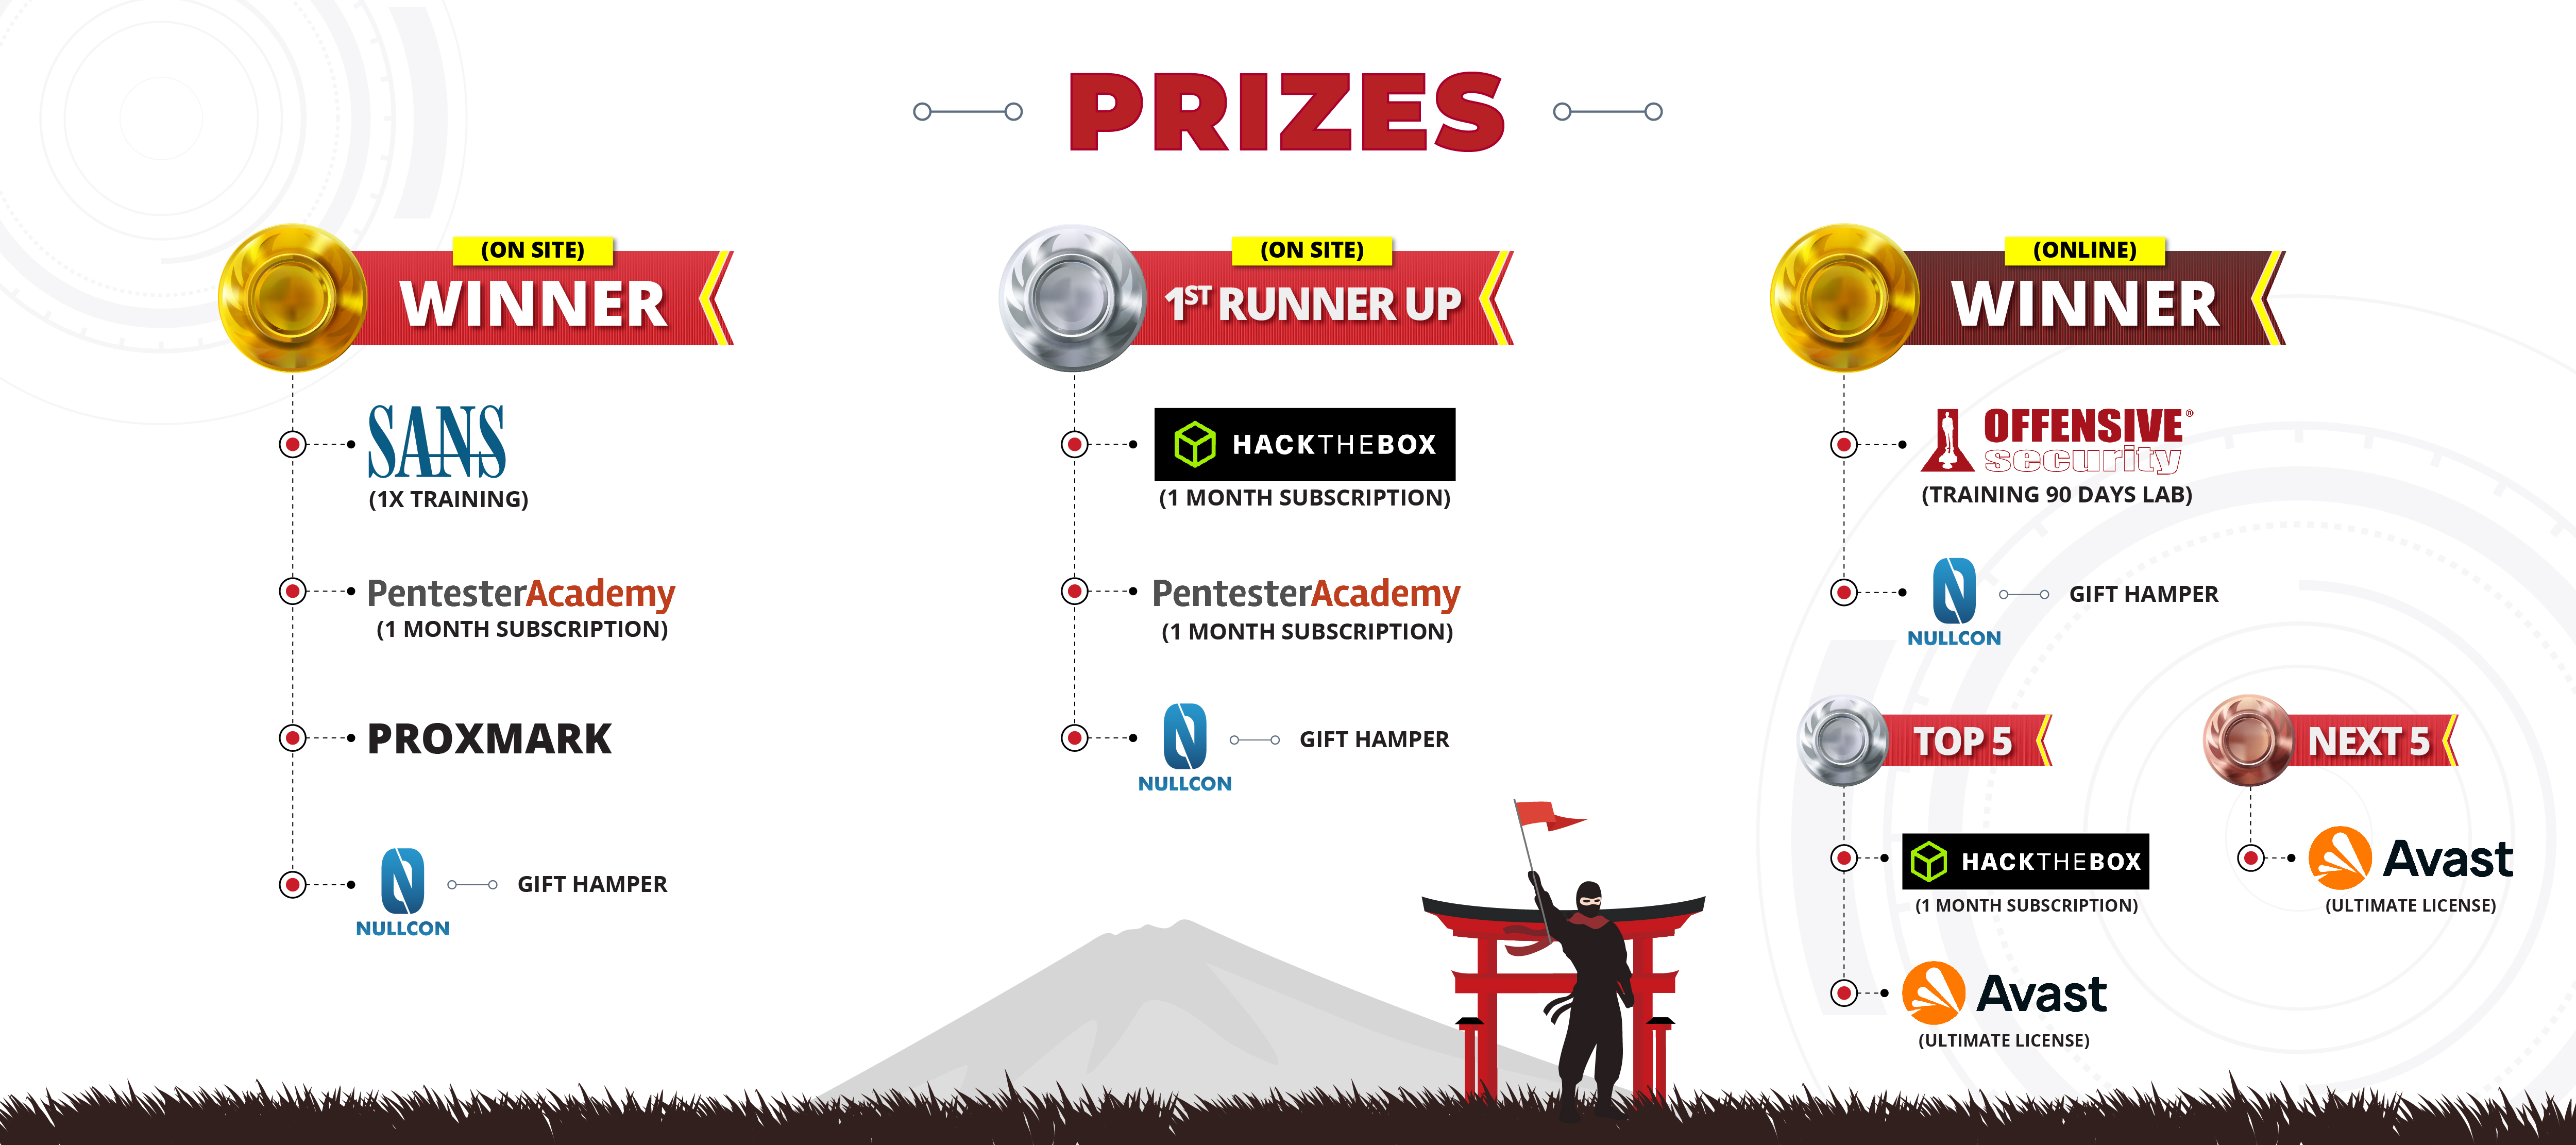 PRIZES
(ON SITE)
WINNER
SANS
(1X TRAINING)
PentesterAcademy
(1 MONTH SUBSCRIPTION)
PROXMARK
NULLCON
GIFT HAMPER
(ON SITE)
1ST RUNNER UP
HACKTHEBOX
(1 MONTH SUBSCRIPTION)
PentesterAcademy
(1 MONTH SUBSCRIPTION)
NULLCON
GIFT HAMPER
(ONLINE)
WINNER
OFFENSIVE®
security
(TRAINING 90 DAYS LAB)
NULLCON
GIFT HAMPER
TOP 5
HACKTHEBOX
(1 MONTH SUBSCRIPTION)
Avast
(ULTIMATE LICENSE)
NEXT 5
Avast
(ULTIMATE LICENSE)